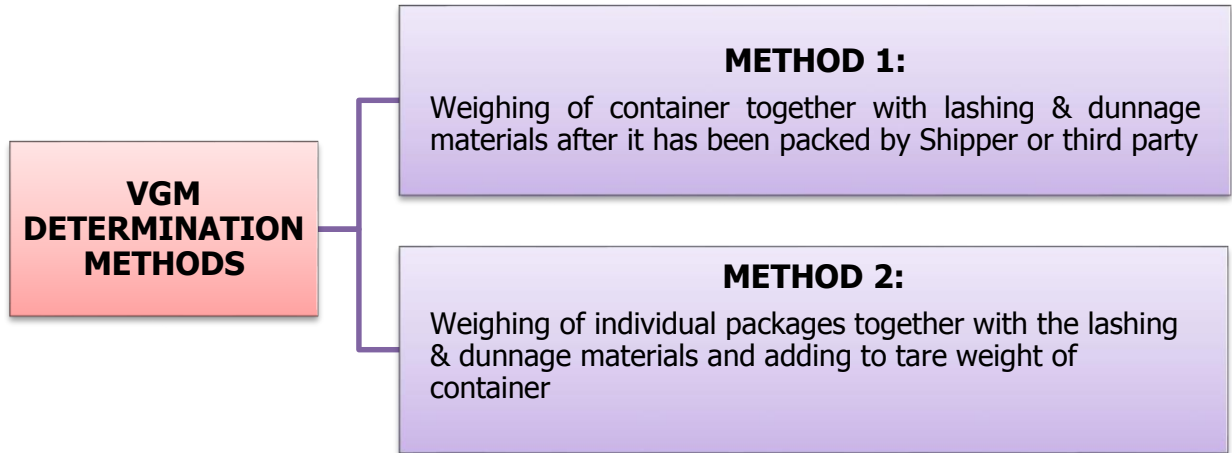 VGM
DETERMINATION
METHODS
METHOD 1:
Weighing of container together with lashing & dunnage
materials after it has been packed by Shipper or third party
METHOD 2:
Weighing of individual packages together with the lashing
& dunnage materials and adding to tare weight of
container